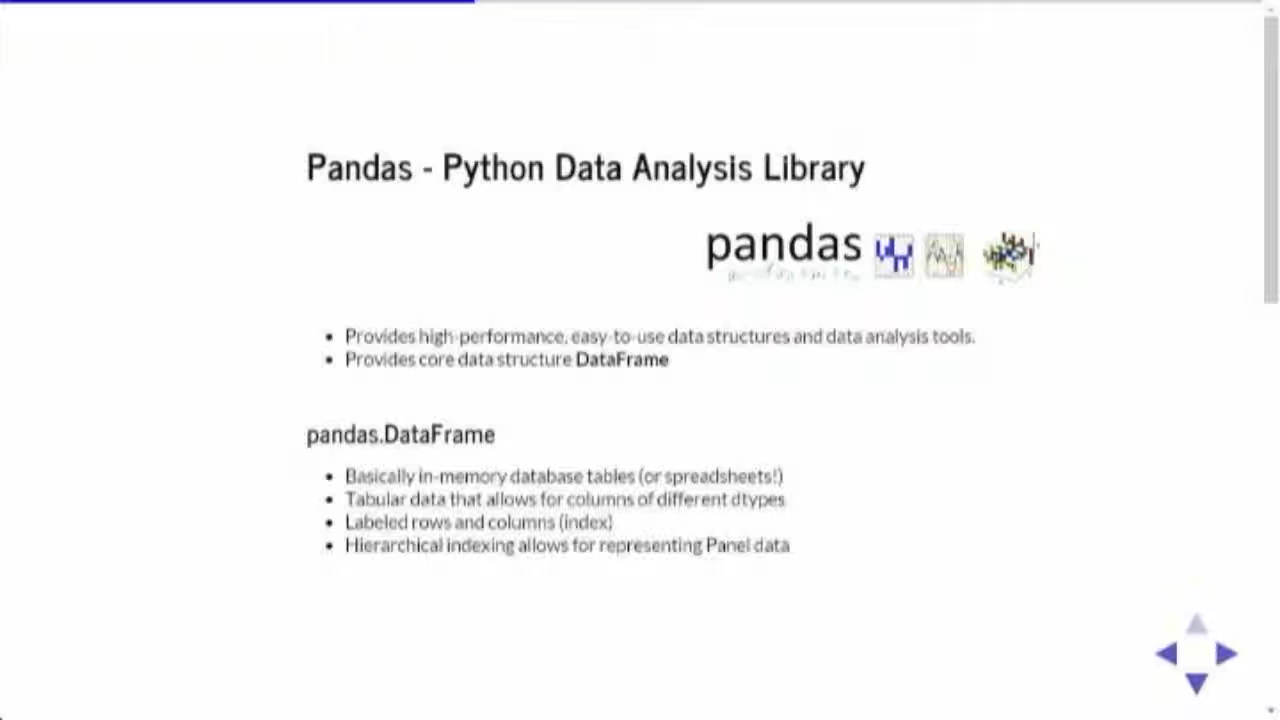 Pandas - Python Data Analysis Library
pandas
Provides high-performance, easy-to-use data structures and data analysis tools.
Provides core data structure DataFrame
pandas.DataFrame
Basically in-memory database tables (or spreadsheets!)
Tabular data that allows for columns of different dtypes
Labeled rows and columns (index)
Hierarchical indexing allows for representing Panel data